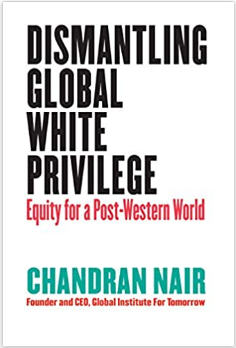 DISMANTLING
GLOBAL
WHITE
PRIVILEGE
Equity for a Post-Western World
CHANDRAN NAIR
Founder and CEO, Global Institute For Tomorrow